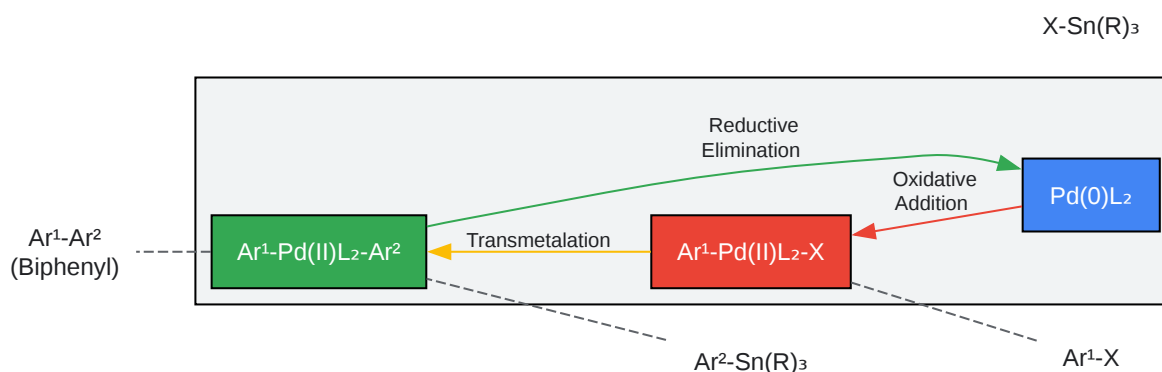 X-Sn(R)₃
Reductive
Elimination
Oxidative
Addition
Pd(0)L₂
Ar¹-Ar²
(Biphenyl)
Ar¹-Pd(II)L₂-Ar²
Transmetalation
Ar¹-Pd(II)L₂-X
Ar²-Sn(R)₃
Ar¹-X